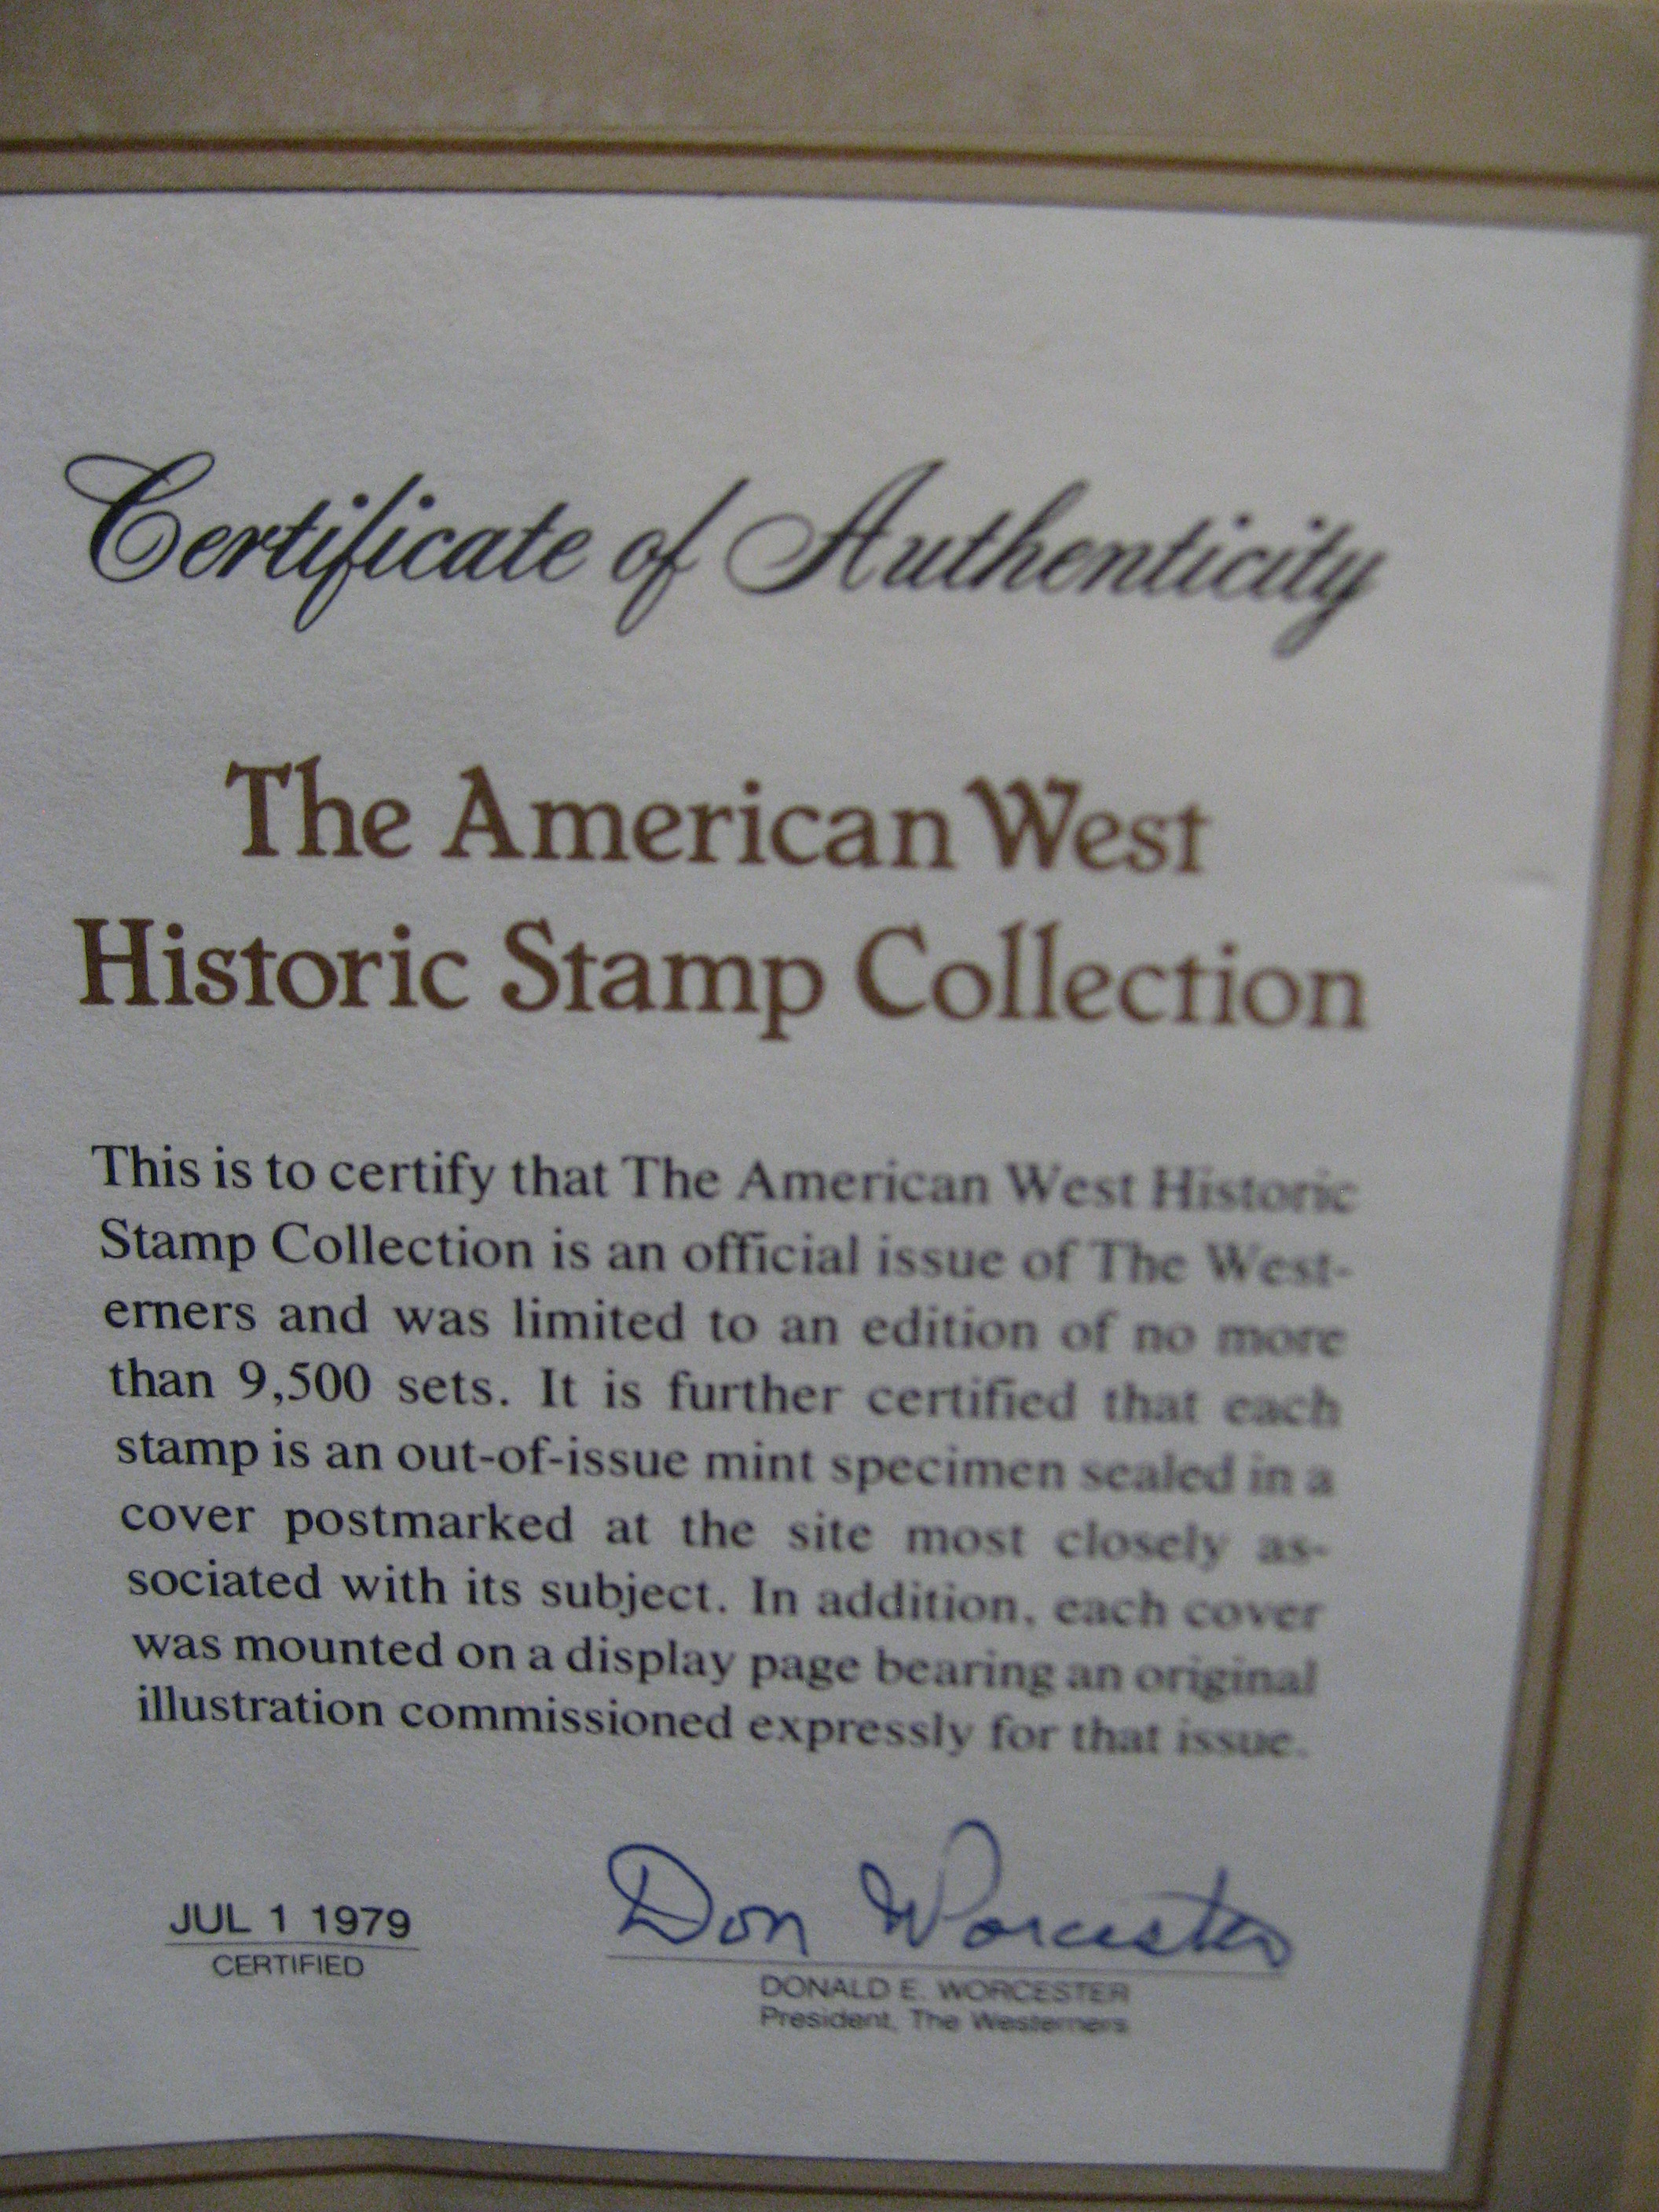 Certificate of Authenticity
The American West
Historic Stamp Collection
This is to certify that The American West Historic
Stamp Collection is an official issue of The West-
erners and was limited to an edition of no more
than 9,500 sets. It is further certified that each
stamp is an out-of-issue mint specimen sealed in a
cover postmarked at the site most closely as-
sociated with its subject. In addition, each cover
was mounted on a display page bearing an original
illustration commissioned expressly for that issue.
JUL 1 1979
CERTIFIED
Don Worcester
DONALD E. WORCESTER
President, The Westerners